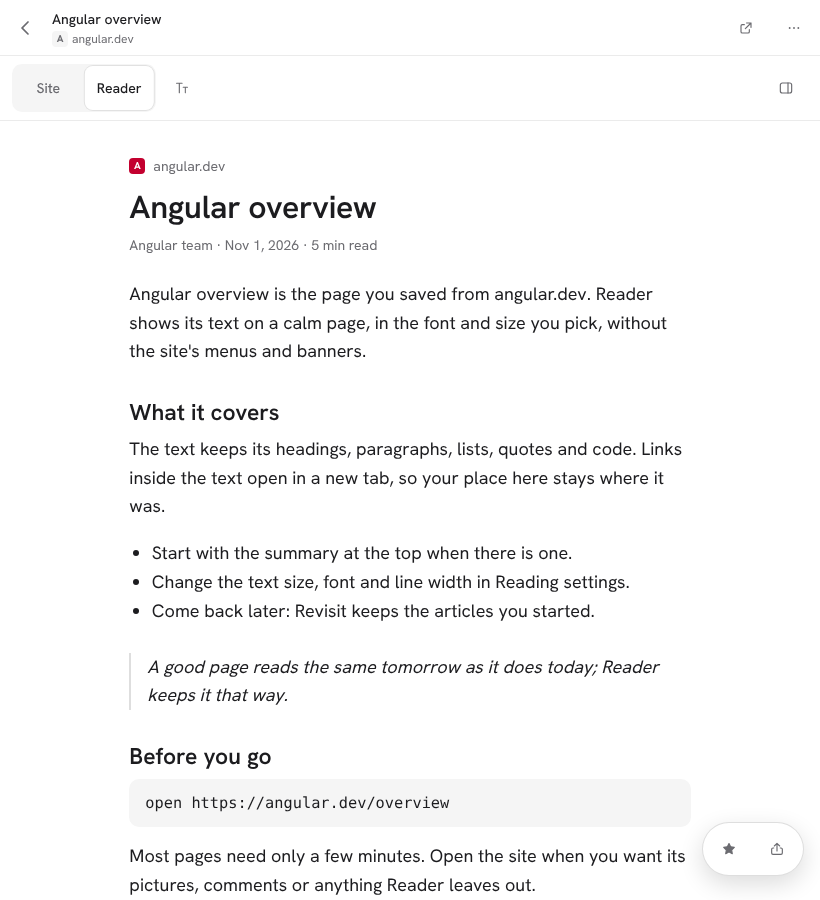 Angular overview
A angular.dev
Site
Reader
TT
A angular.dev
Angular overview
Angular team · Nov 1, 2026 · 5 min read
Angular overview is the page you saved from angular.dev. Reader
shows its text on a calm page, in the font and size you pick, without
the site's menus and banners.
What it covers
The text keeps its headings, paragraphs, lists, quotes and code. Links
inside the text open in a new tab, so your place here stays where it
was.
• Start with the summary at the top when there is one.
• Change the text size, font and line width in Reading settings.
• Come back later: Revisit keeps the articles you started.
A good page reads the same tomorrow as it does today; Reader
keeps it that way.
Before you go
open https://angular.dev/overview
Most pages need only a few minutes. Open the site when you want its
pictures, comments or anything Reader leaves out.